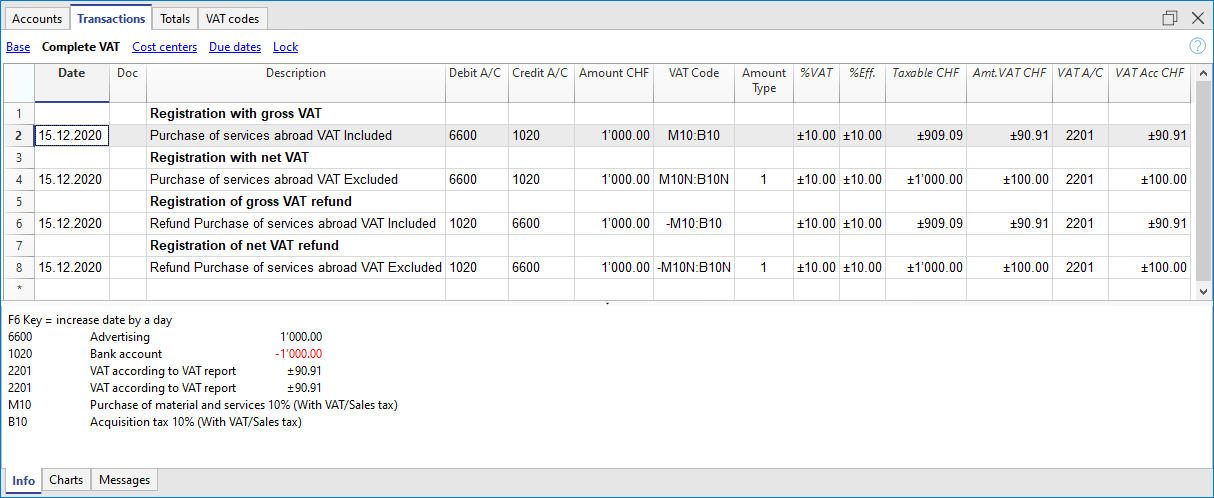 Accounts Transactions Totals VAT codes
Base Complete VAT Cost centers Due dates Lock ?
Date Doc Description Debit A/C Credit A/C Amount CHF VAT Code Amount Type %VAT %Eff. Taxable CHF Amt.VAT CHF VAT A/C VAT Acc CHF
1 Registration with gross VAT
2 15.12.2020 Purchase of services abroad VAT Included 6600 1020 1'000.00 M10:B10 ±10.00 ±10.00 ±909.09 ±90.91 2201 ±90.91
3 Registration with net VAT
4 15.12.2020 Purchase of services abroad VAT Excluded 6600 1020 1'000.00 M10N:B10N 1 ±10.00 ±10.00 ±1'000.00 ±100.00 2201 ±100.00
5 Registration of gross VAT refund
6 15.12.2020 Refund Purchase of services abroad VAT Included 1020 6600 1'000.00 -M10:B10 ±10.00 ±10.00 ±909.09 ±90.91 2201 ±90.91
7 Registration of net VAT refund
8 15.12.2020 Refund Purchase of services abroad VAT Excluded 1020 6600 1'000.00 -M10N:B10N 1 ±10.00 ±10.00 ±1'000.00 ±100.00 2201 ±100.00
*
F6 Key = increase date by a day
6600 Advertising 1'000.00
1020 Bank account -1'000.00
2201 VAT according to VAT report ±90.91
2201 VAT according to VAT report ±90.91
M10 Purchase of material and services 10% (With VAT/Sales tax)
B10 Acquisition tax 10% (With VAT/Sales tax)
Info Charts Messages